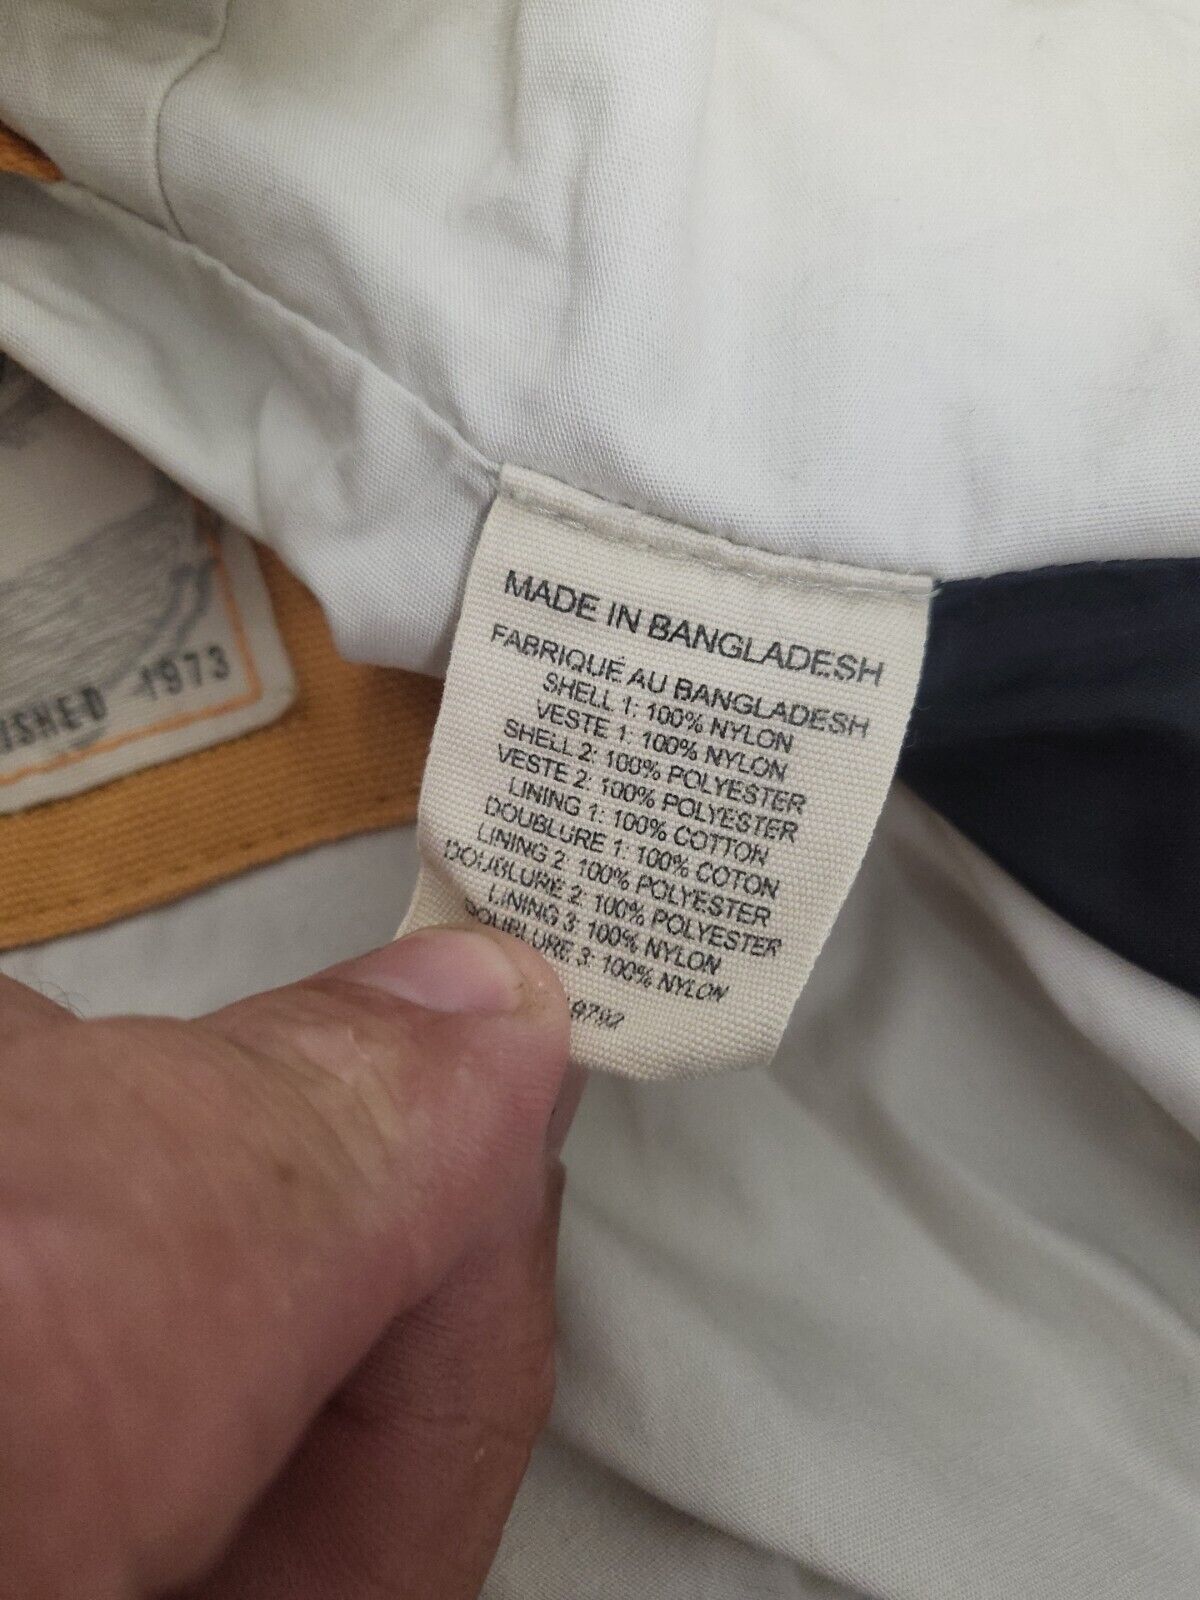 MADE IN BANGLADESH
FABRIQUÉ AU BANGLADESH
SHELL 1: 100% NYLON
VESTE 1: 100% NYLON
SHELL 2: 100% POLYESTER
VESTE 2: 100% POLYESTER
LINING 1: 100% COTTON
DOUBLURE 1: 100% COTON
LINING 2: 100% POLYESTER
DOUBLURE 2: 100% POLYESTER
LINING 3: 100% NYLON
DOUBLURE 3: 100% NYLON
1973